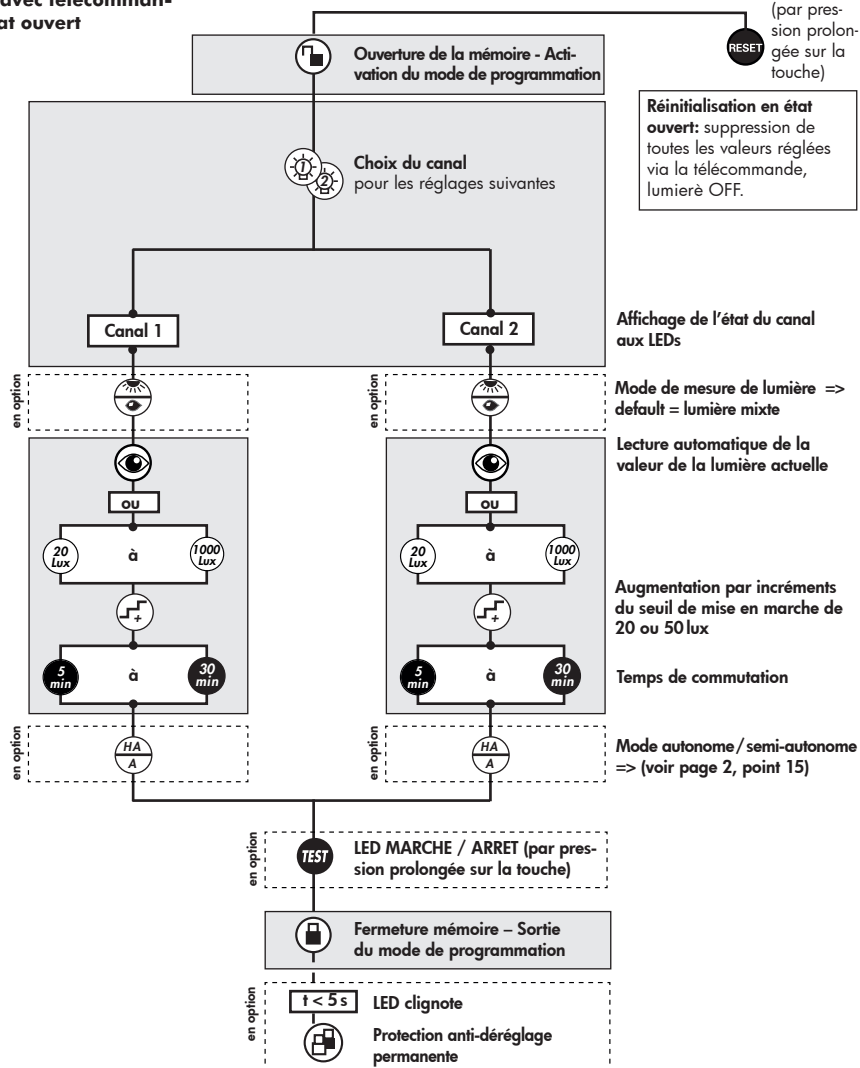 avec télécomman-
at ouvert
(par pres-
sion prolon-
gée sur la
touche)
RESET
Ouverture de la mémoire - Acti-
vation du mode de programmation
Réinitialisation en état
ouvert: suppression de
toutes les valeurs réglées
via la télécommande,
lumierè OFF.
1
2
Choix du canal
pour les réglages suivantes
Canal 1
Canal 2
Affichage de l'état du canal
aux LEDs
en option
en option
Mode de mesure de lumière =>
default = lumière mixte
Lecture automatique de la
valeur de la lumière actuelle
ou
ou
20
Lux
à
1000
Lux
20
Lux
à
1000
Lux
Augmentation par incréments
du seuil de mise en marche de
20 ou 50 lux
+
+
5
min
à
30
min
5
min
à
30
min
Temps de commutation
en option
HA
A
en option
HA
A
Mode autonome/semi-autonome
=> (voir page 2, point 15)
en option
TEST
LED MARCHE / ARRET (par pres-
sion prolongée sur la touche)
Fermeture mémoire – Sortie
du mode de programmation
en option
t < 5 s
LED clignote
Protection anti-déréglage
permanente